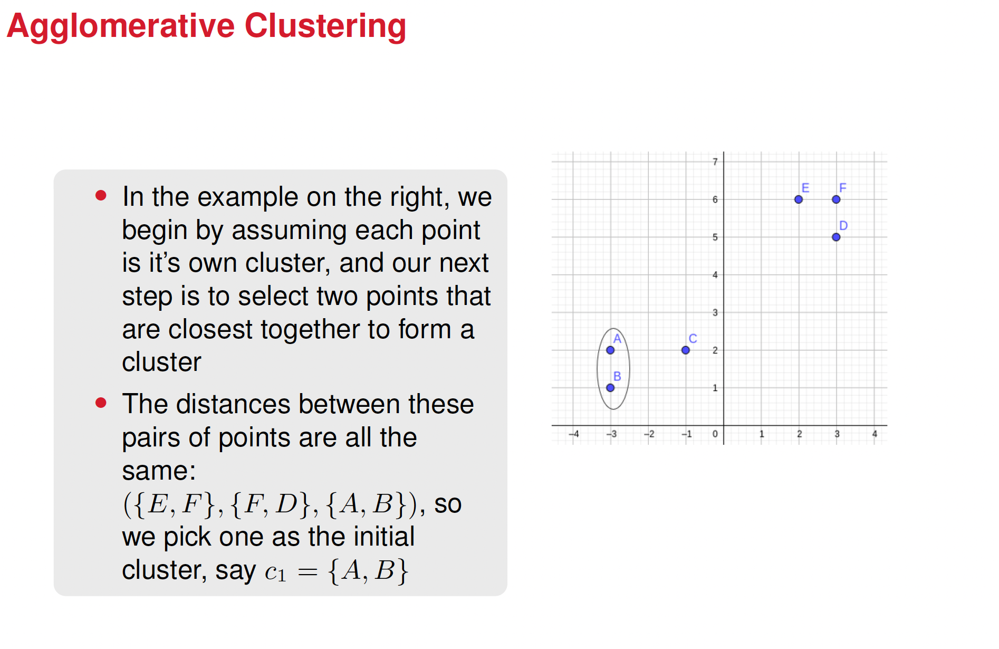 Agglomerative Clustering
• In the example on the right, we
begin by assuming each point
is it’s own cluster, and our next
step is to select two points that
are closest together to form a
cluster
• The distances between these
pairs of points are all the
same:
({E, F}, {F, D}, {A, B}), so
we pick one as the initial
cluster, say c₁ = {A, B}
7
E F
6
D
5
4
3
A C
2
B
1
–4 –3 –2 –1 0 1 2 3 4